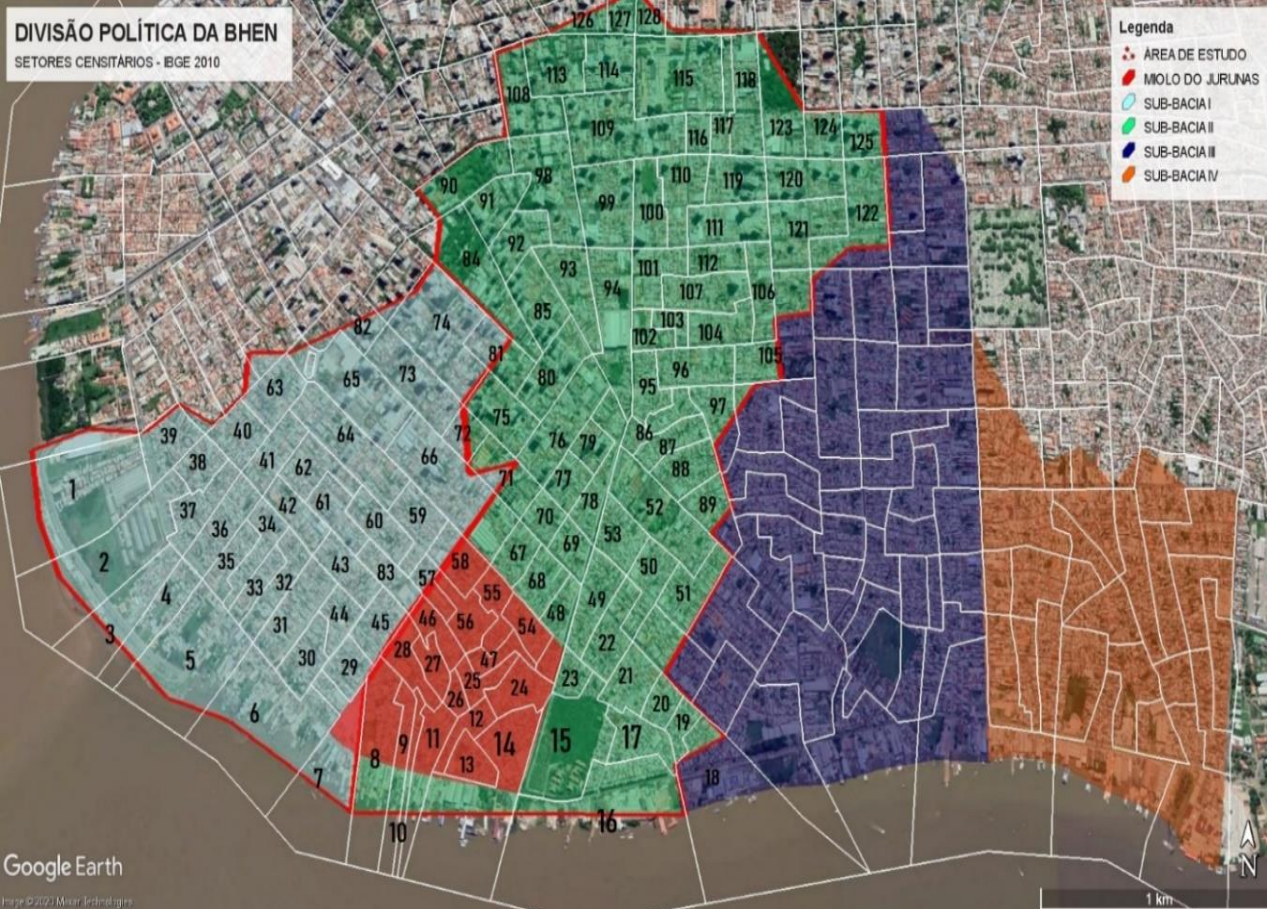 DIVISÃO POLÍTICA DA BHEN
SETORES CENSITÁRIOS - IBGE 2010
Legenda
ÁREA DE ESTUDO
MIOLO DO JURUNAS
SUB-BACIA I
SUB-BACIA II
SUB-BACIA III
SUB-BACIA IV
126 127 128
113 114 115 118
108
109 116 117 123 124 125
90 91 98 99 100 110 119 120
111 121 122
84 92 93 94 101 112
85 107 106
82 74 102 103 104
81 105
63 65 73 80 95 96
97
39 40 64 72 75 76 79 86 87
38 41 62 66 77 88
1 71
37 42 61 78 52 89
36 34 60 59 70 53
2 35 43 69
67 50
58
4 33 32 83 57 68 51
55 49
3 31 44 45 46 56 54 48
5 30 29 28 27 47 22
25 24 23 21
6 26 20
12 19
8 9 11 14 15 17
13
7 18
10 16
Google Earth
Image © 2020 Maxar Technologies
N
1 km